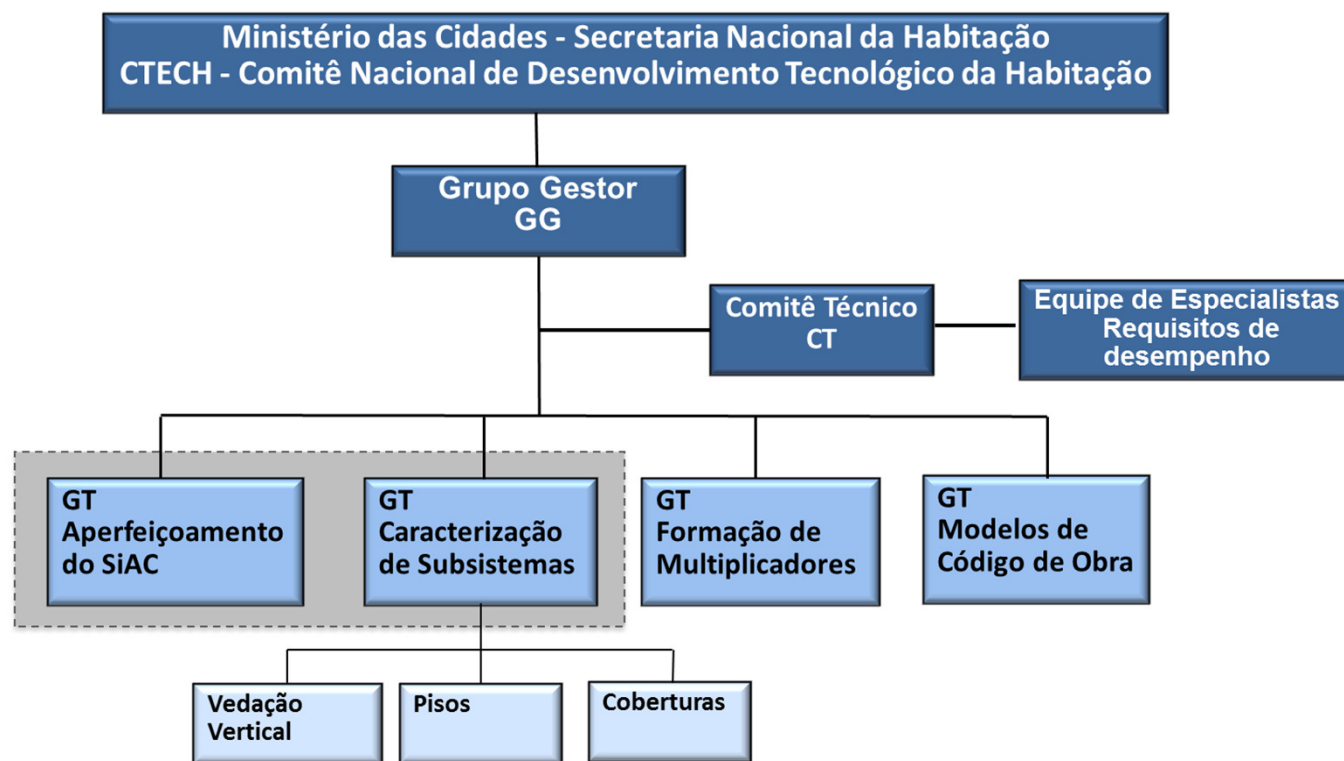 Ministério das Cidades - Secretaria Nacional da Habitação
CTECH - Comitê Nacional de Desenvolvimento Tecnológico da Habitação
Grupo Gestor
GG
Comitê Técnico
CT
Equipe de Especialistas
Requisitos de
desempenho
GT
Aperfeiçoamento
do SiAC
GT
Caracterização
de Subsistemas
GT
Formação de
Multiplicadores
GT
Modelos de
Código de Obra
Vedação
Vertical
Pisos
Coberturas